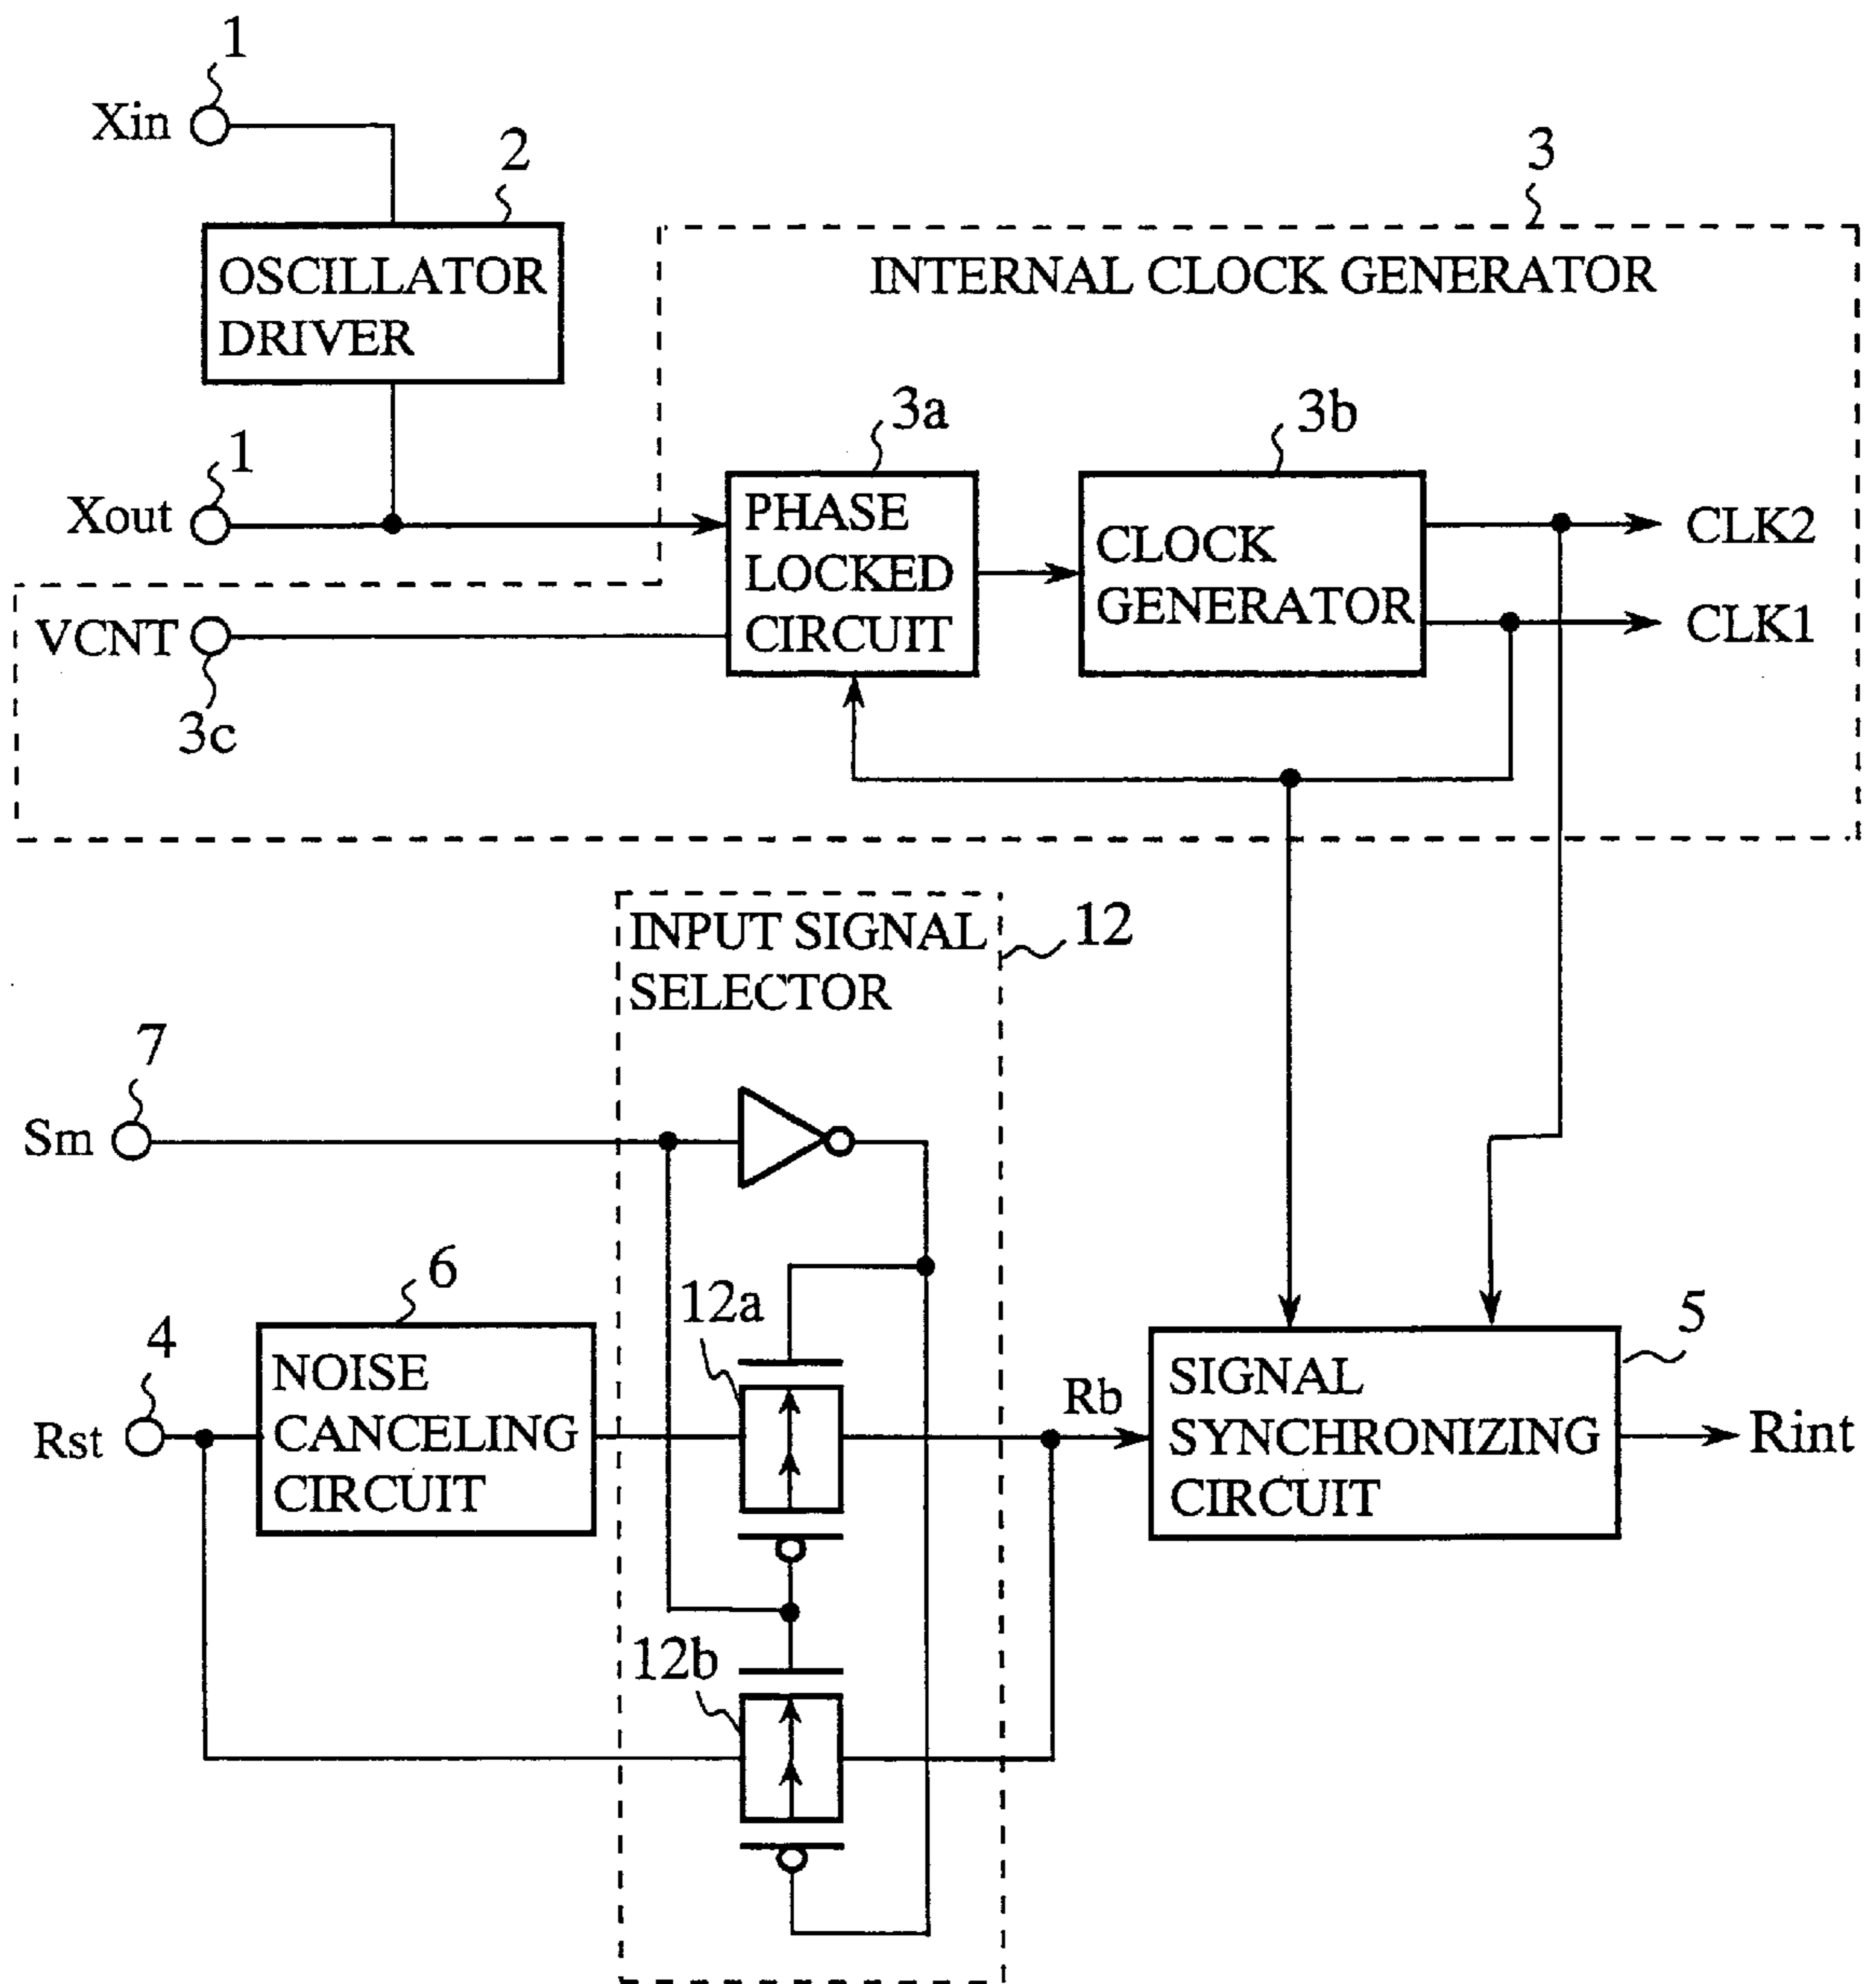 1
Xin
2
3
OSCILLATOR
DRIVER
INTERNAL CLOCK GENERATOR
1
3a
3b
Xout
PHASE
LOCKED
CIRCUIT
CLOCK
GENERATOR
CLK2
CLK1
VCNT
3c
INPUT SIGNAL
SELECTOR
12
7
Sm
6
12a
4
5
NOISE
CANCELING
CIRCUIT
Rst
Rb
SIGNAL
SYNCHRONIZING
CIRCUIT
Rint
12b